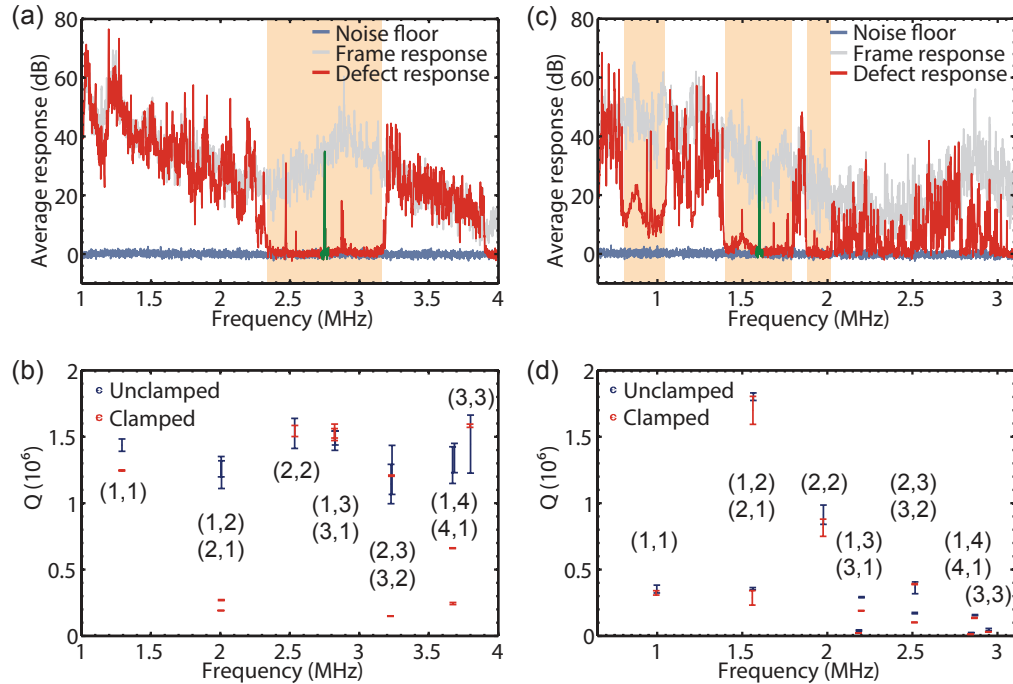 (a)
80
60
40
20
0
Average response (dB)
Noise floor
Frame response
Defect response
1 1.5 2 2.5 3 3.5 4
Frequency (MHz)
(c)
80
60
40
20
0
Average response (dB)
Noise floor
Frame response
Defect response
1 1.5 2 2.5 3
Frequency (MHz)
(b)
2
1.5
1
0.5
0
Q (10⁶)
Unclamped
Clamped
(1,1)
(1,2)
(2,1)
(2,2)
(1,3)
(3,1)
(2,3)
(3,2)
(1,4)
(4,1)
(3,3)
1 1.5 2 2.5 3 3.5 4
Frequency (MHz)
(d)
2
1.5
1
0.5
0
Q (10⁶)
Unclamped
Clamped
(1,1)
(1,2)
(2,1)
(2,2)
(1,3)
(3,1)
(2,3)
(3,2)
(1,4)
(4,1)
(3,3)
1 1.5 2 2.5 3
Frequency (MHz)